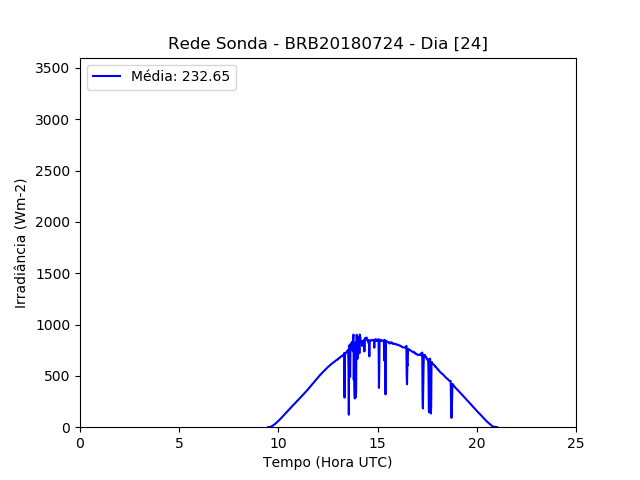 Rede Sonda - BRB20180724 - Dia [24]
Média: 232.65
3500
3000
2500
2000
1500
1000
500
0
Irradiância (Wm-2)
0 5 10 15 20 25
Tempo (Hora UTC)